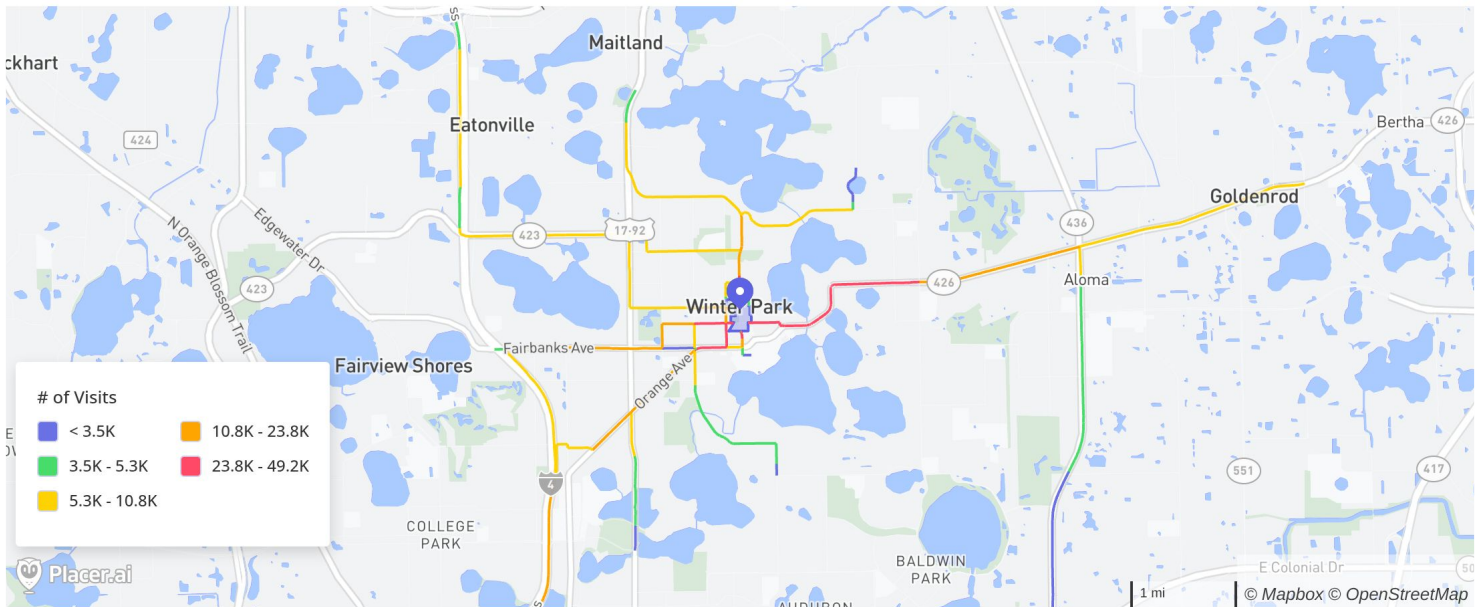 ss
Maitland
ckhart
424
Eatonville
Bertha
426
Goldenrod
436
17-92
423
Edgewater Dr
N Orange Blossom Trail
423
426
Aloma
Winter Park
Fairbanks Ave
Fairview Shores
Orange Ave
# of Visits
< 3.5K
10.8K - 23.8K
3.5K - 5.3K
23.8K - 49.2K
5.3K - 10.8K
551
417
4
COLLEGE
PARK
BALDWIN
PARK
E Colonial Dr
50
Placer.ai
1 mi
© Mapbox © OpenStreetMap